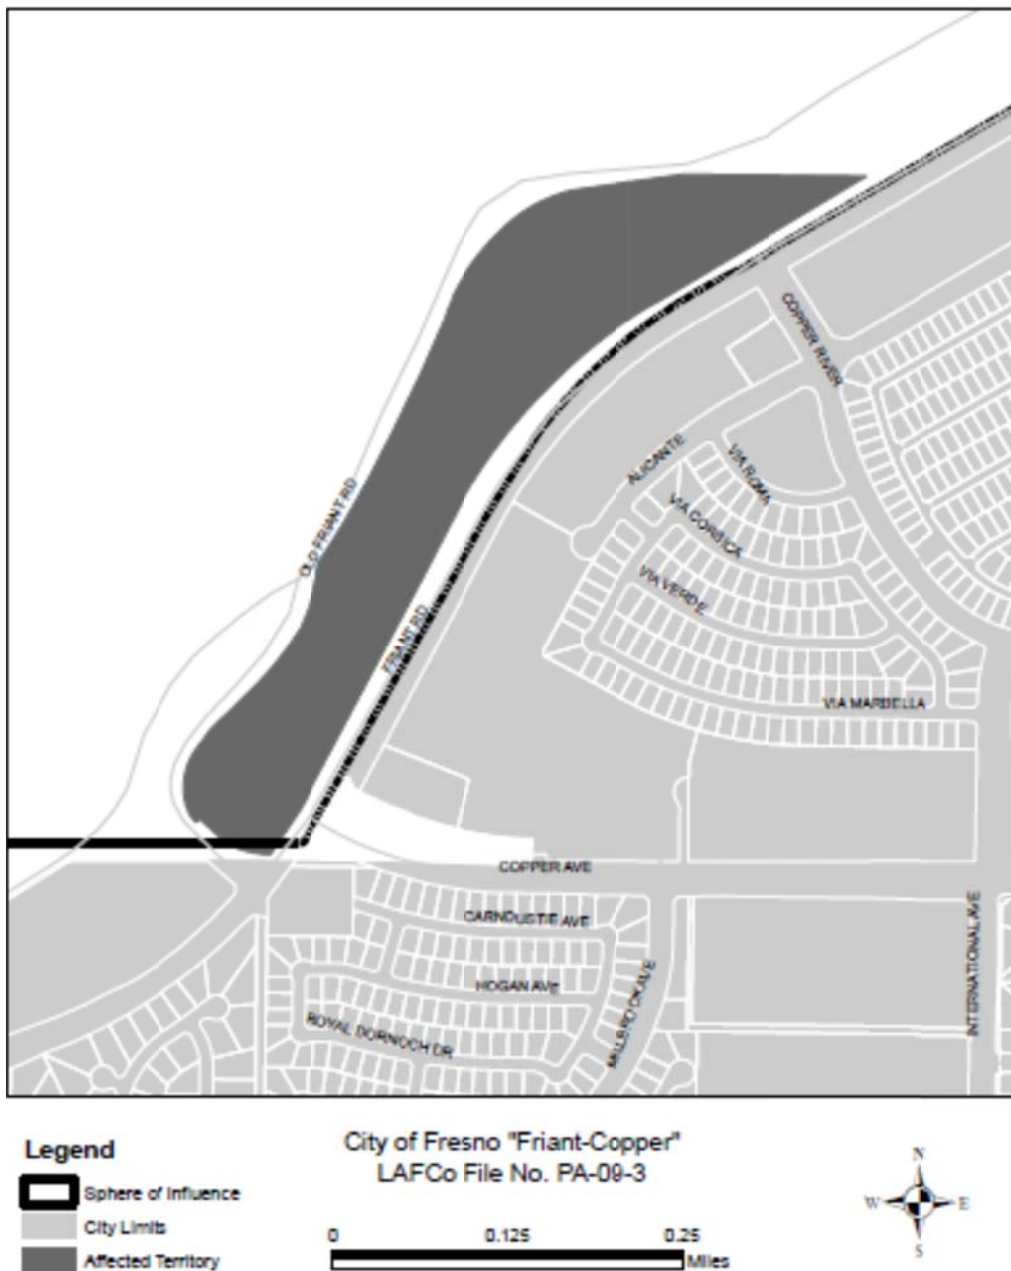 COPPER RIVER
ALICANTE
VIA ROMA
VIA CORSICA
OLD FRIANT RD
VIA VERDE
FRIANT RD
VIA MARBELLA
COPPER AVE
CARNOUSTIE AVE
INTERNATIONAL AVE
HOGAN AVE
MILLBROOK AVE
ROYAL DORNOCH DR
Legend
Sphere of Influence
City Limits
Affected Territory
City of Fresno "Friant-Copper"
LAFCo File No. PA-09-3
0 0.125 0.25
Miles
N
W E
S